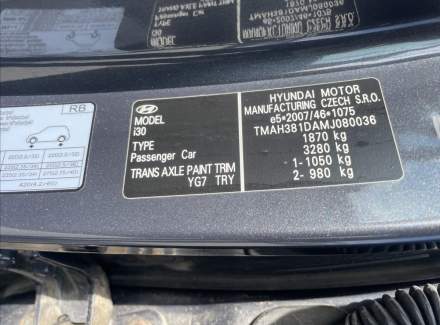 HYUNDAI MOTOR
MANUFACTURING CZECH S.R.O.
e5*2007/46*1075
TMAH381DAMJ080036
1870 kg
3280 kg
1- 1050 kg
2- 980 kg
MODEL
i30
TYPE
Passenger Car
TRANS AXLE PAINT TRIM
YG7 TRY
RB